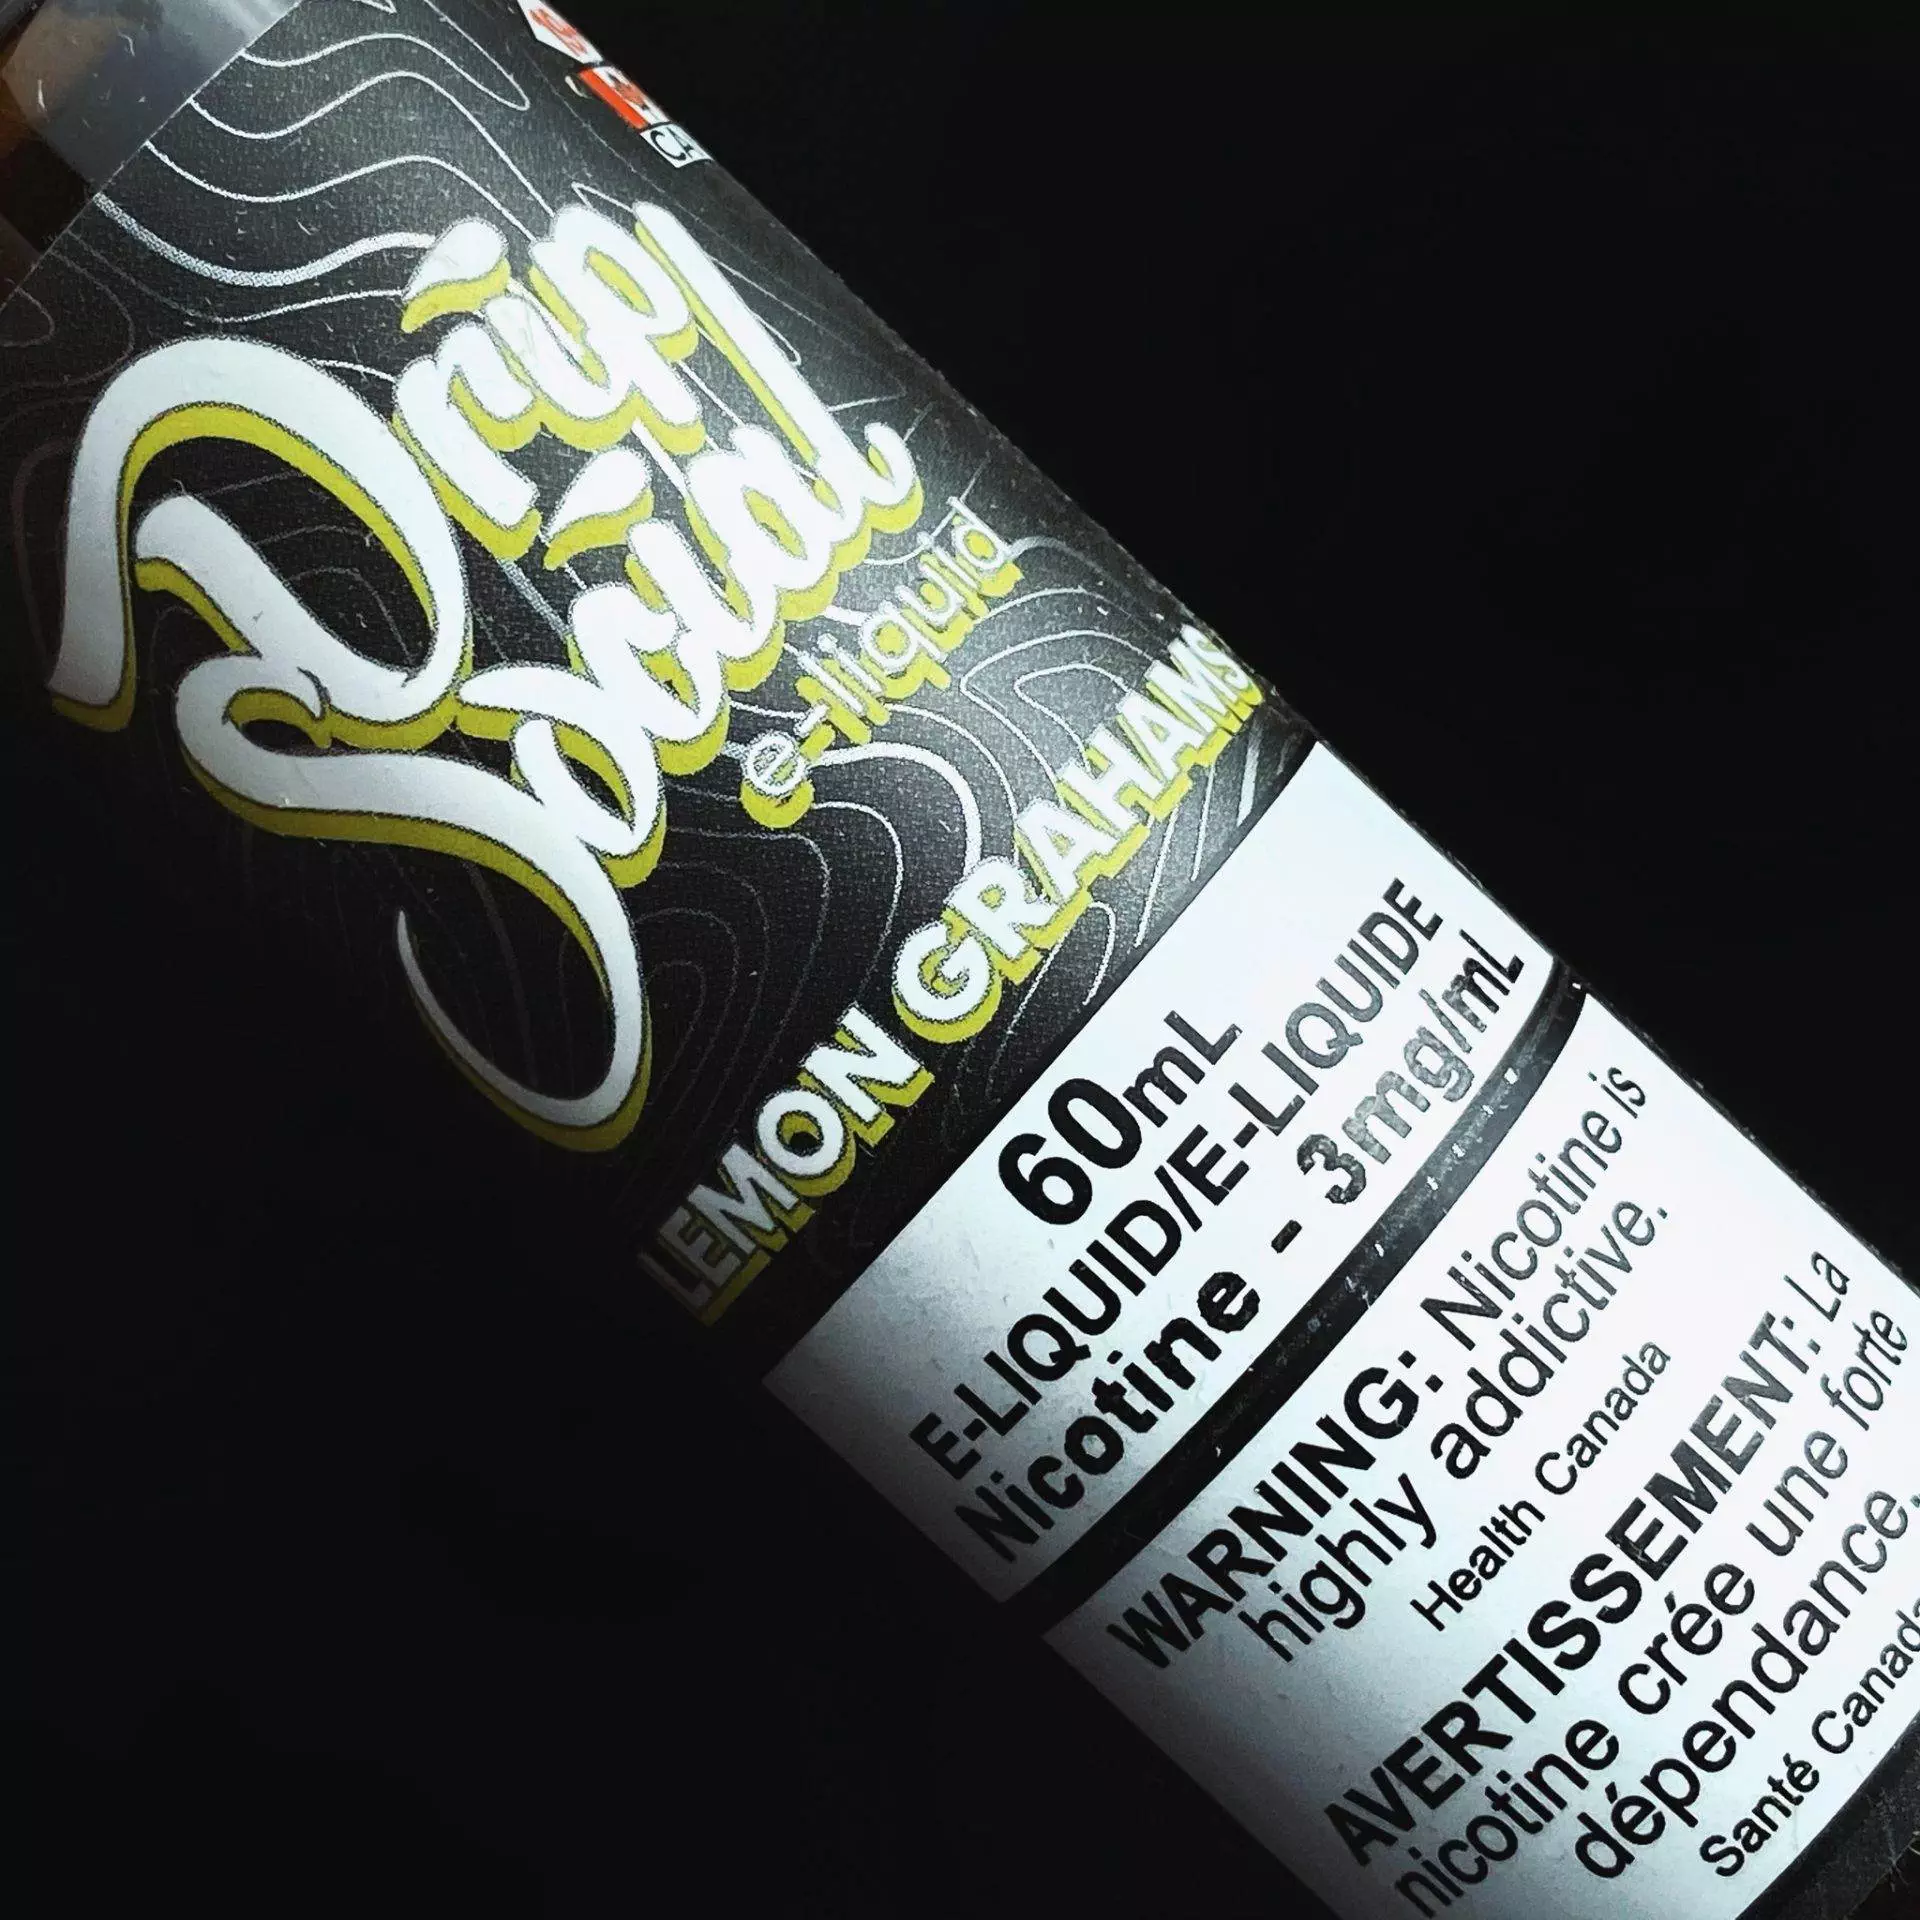 Drip
Social
e-liquid
LEMON GRAHAMS
60mL
E-LIQUID/E-LIQUIDE
Nicotine - 3mg/mL
WARNING: Nicotine is
highly addictive.
Health Canada
AVERTISSEMENT: La
nicotine crée une forte
dépendance.
Santé Canada